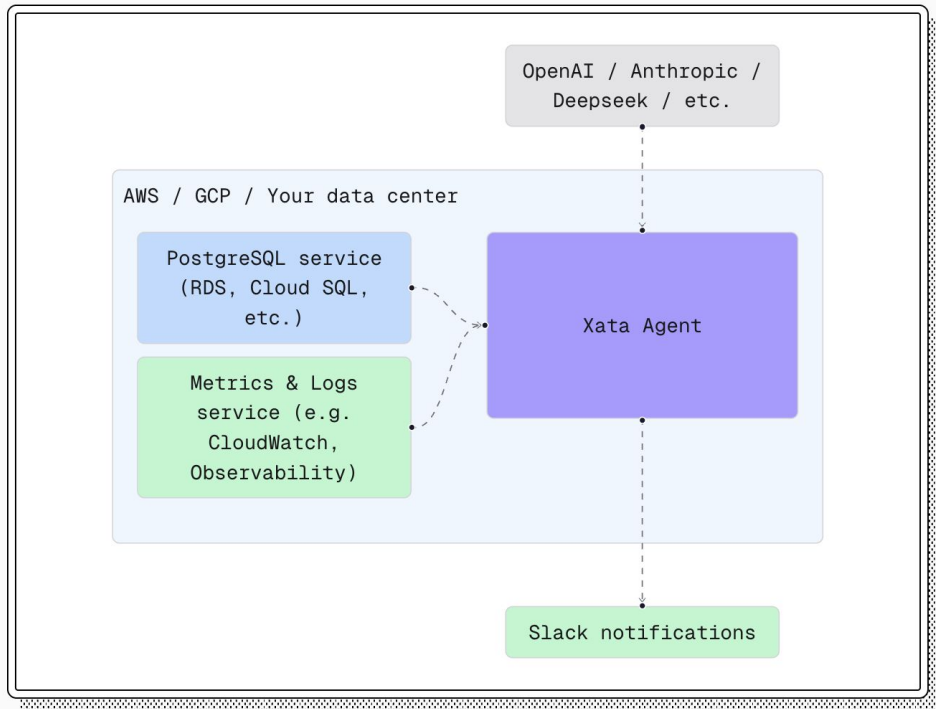 OpenAI / Anthropic /
Deepseek / etc.
AWS / GCP / Your data center
PostgreSQL service
(RDS, Cloud SQL,
etc.)
Xata Agent
Metrics & Logs
service (e.g.
CloudWatch,
Observability)
Slack notifications